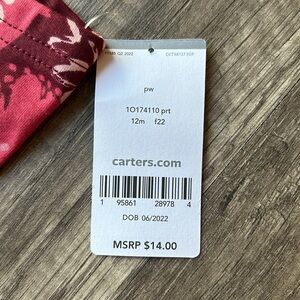 pw
1O174110 prt
12m f22
carters.com
1 95861 28978 4
DOB 06/2022
MSRP $14.00